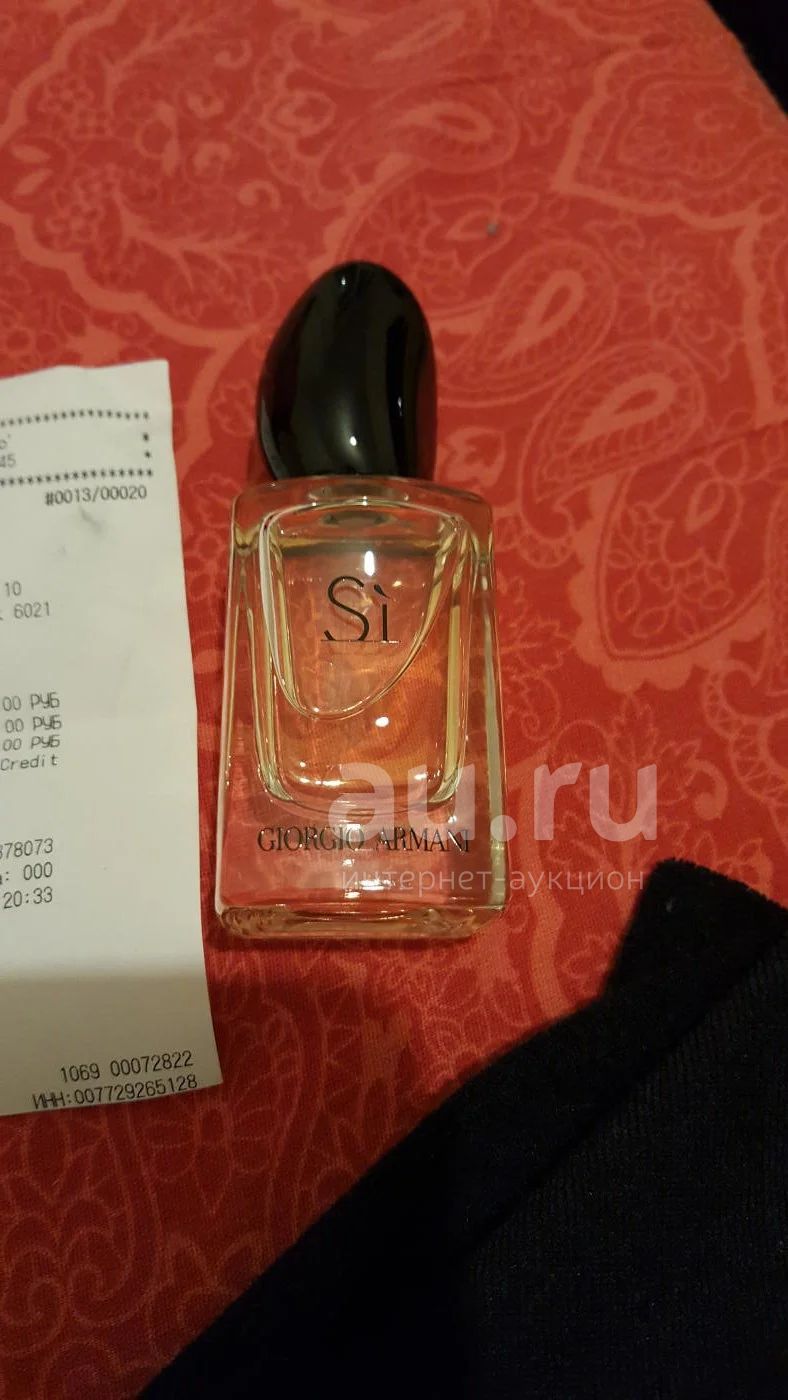 45
#0013/00020
10
6021
00 РУБ
00 РУБ
00 РУБ
Credit
378073
: 000
20:33
1069 00072822
ИНН:007729265128
Sì
GIORGIO ARMANI
au.ru
интернет-аукцион